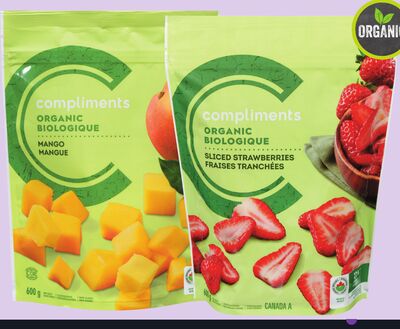 ORGANIC
compliments
ORGANIC
BIOLOGIQUE
MANGO
MANGUE
600 g
compliments
ORGANIC
BIOLOGIQUE
SLICED STRAWBERRIES
FRAISES TRANCHÉES
600 g
CANADA A